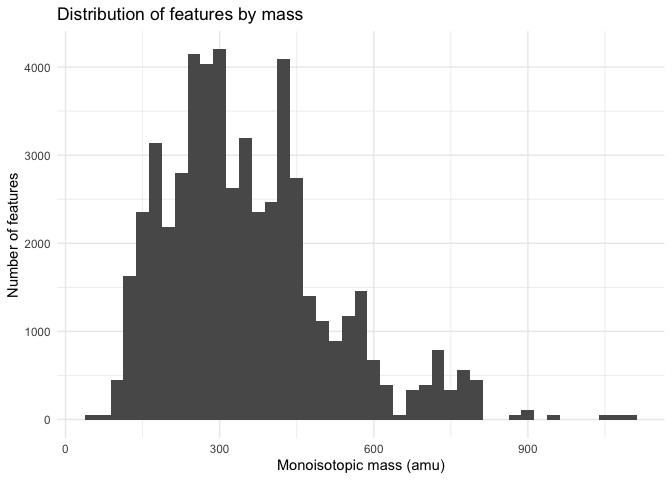 Distribution of features by mass
Number of features
4000
3000
2000
1000
0
0 300 600 900
Monoisotopic mass (amu)